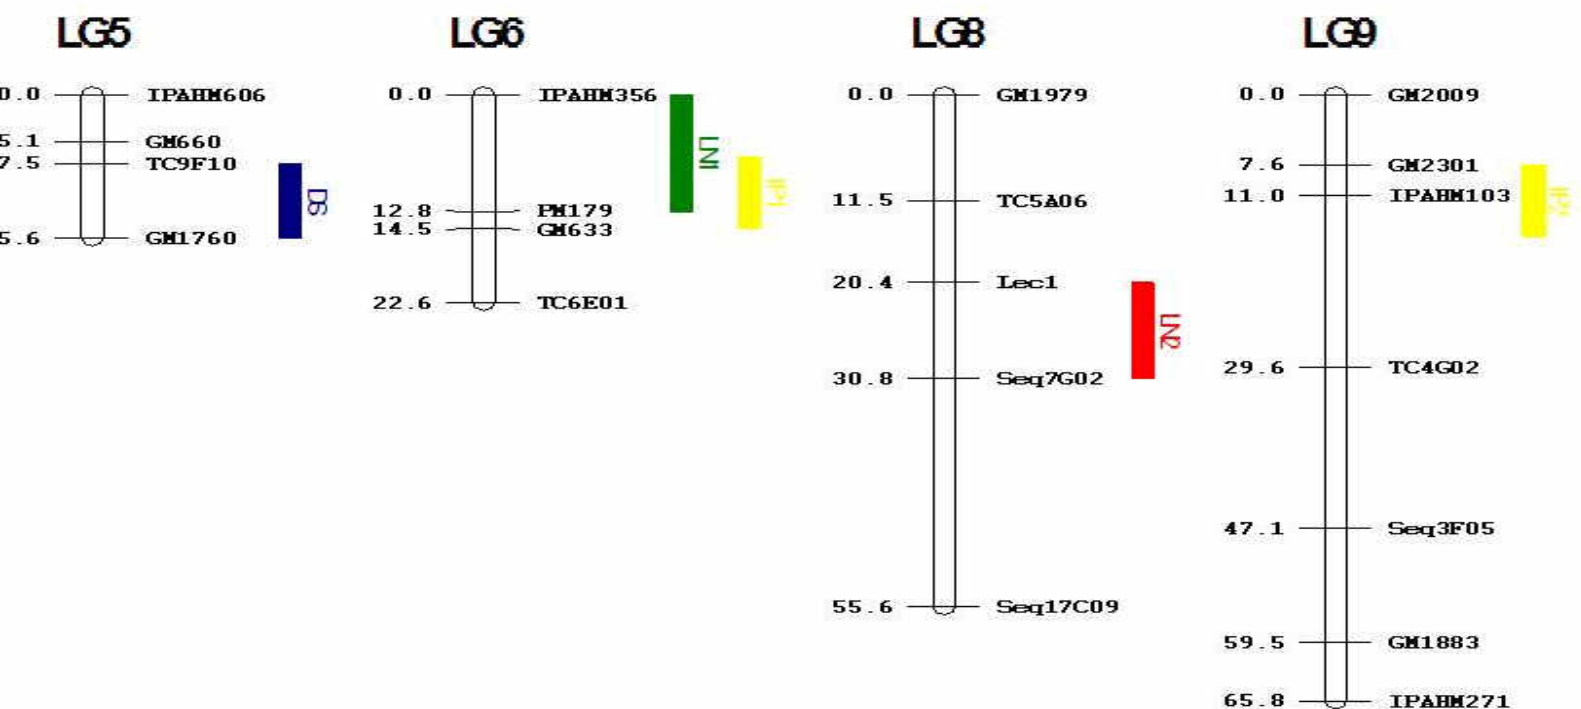 LG5
0.0 IPAHM606
5.1 GM660
7.5 TC9F10
5.6 GM1760
DS
LG6
0.0 IPAHM356
12.8 PM179
14.5 GM633
22.6 TC6E01
LN1
IP1
LG8
0.0 GM1979
11.5 TC5A06
20.4 Lec1
30.8 Seq7G02
55.6 Seq17C09
LN2
LG9
0.0 GM2009
7.6 GM2301
11.0 IPAHM103
29.6 TC4G02
47.1 Seq3F05
59.5 GM1883
65.8 IPAHM271
IP2